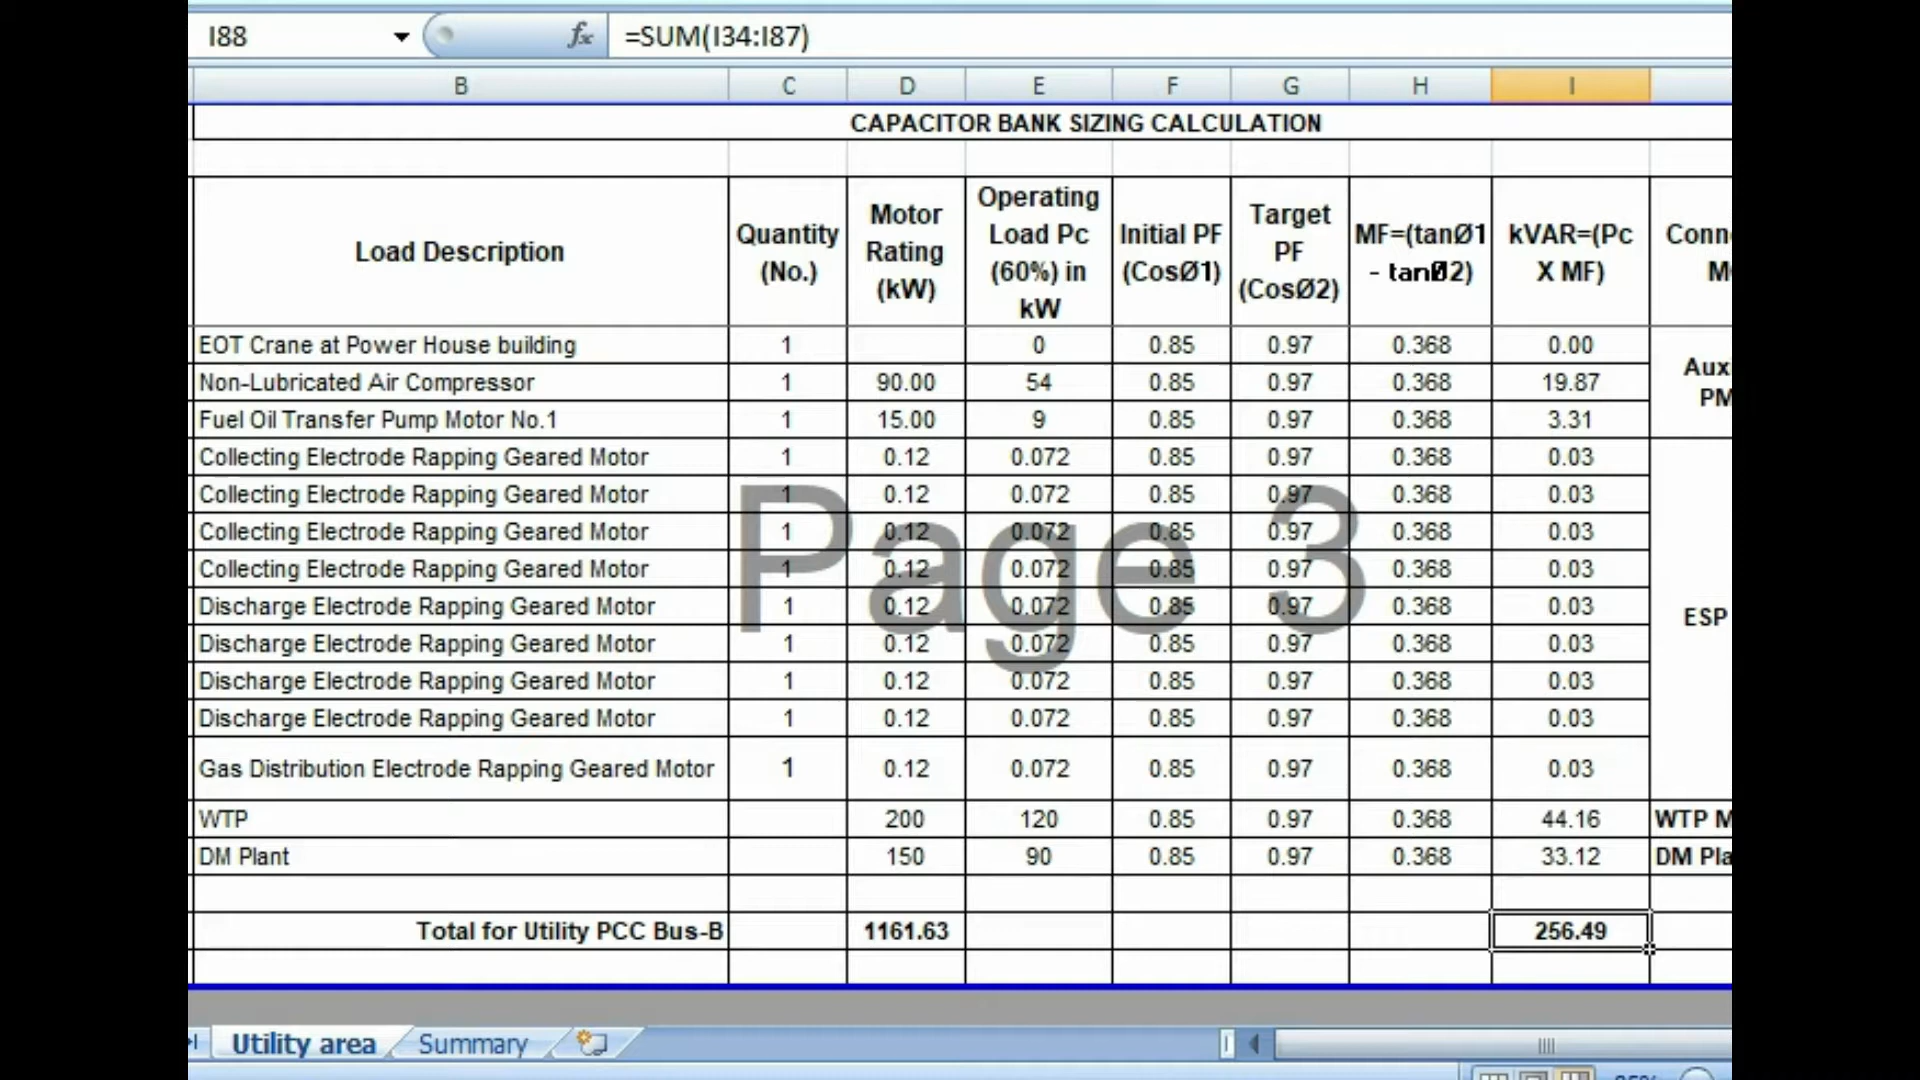 I88 fx =SUM(I34:I87)
B C D E F G H I
CAPACITOR BANK SIZING CALCULATION
Load Description Quantity (No.) Motor Rating (kW) Operating Load Pc (60%) in kW Initial PF (CosØ1) Target PF (CosØ2) MF=(tanØ1 - tanØ2) kVAR=(Pc X MF)
EOT Crane at Power House building 1 0 0.85 0.97 0.368 0.00
Non-Lubricated Air Compressor 1 90.00 54 0.85 0.97 0.368 19.87
Fuel Oil Transfer Pump Motor No.1 1 15.00 9 0.85 0.97 0.368 3.31
Collecting Electrode Rapping Geared Motor 1 0.12 0.072 0.85 0.97 0.368 0.03
Collecting Electrode Rapping Geared Motor 1 0.12 0.072 0.85 0.97 0.368 0.03
Collecting Electrode Rapping Geared Motor 1 0.12 0.072 0.85 0.97 0.368 0.03
Collecting Electrode Rapping Geared Motor 1 0.12 0.072 0.85 0.97 0.368 0.03
Discharge Electrode Rapping Geared Motor 1 0.12 0.072 0.85 0.97 0.368 0.03
Discharge Electrode Rapping Geared Motor 1 0.12 0.072 0.85 0.97 0.368 0.03
Discharge Electrode Rapping Geared Motor 1 0.12 0.072 0.85 0.97 0.368 0.03
Discharge Electrode Rapping Geared Motor 1 0.12 0.072 0.85 0.97 0.368 0.03
Gas Distribution Electrode Rapping Geared Motor 1 0.12 0.072 0.85 0.97 0.368 0.03
ESP
Page 3
WTP 200 120 0.85 0.97 0.368 44.16 WTP
DM Plant 150 90 0.85 0.97 0.368 33.12 DM
Total for Utility PCC Bus-B 1161.63 256.49
Utility area Summary